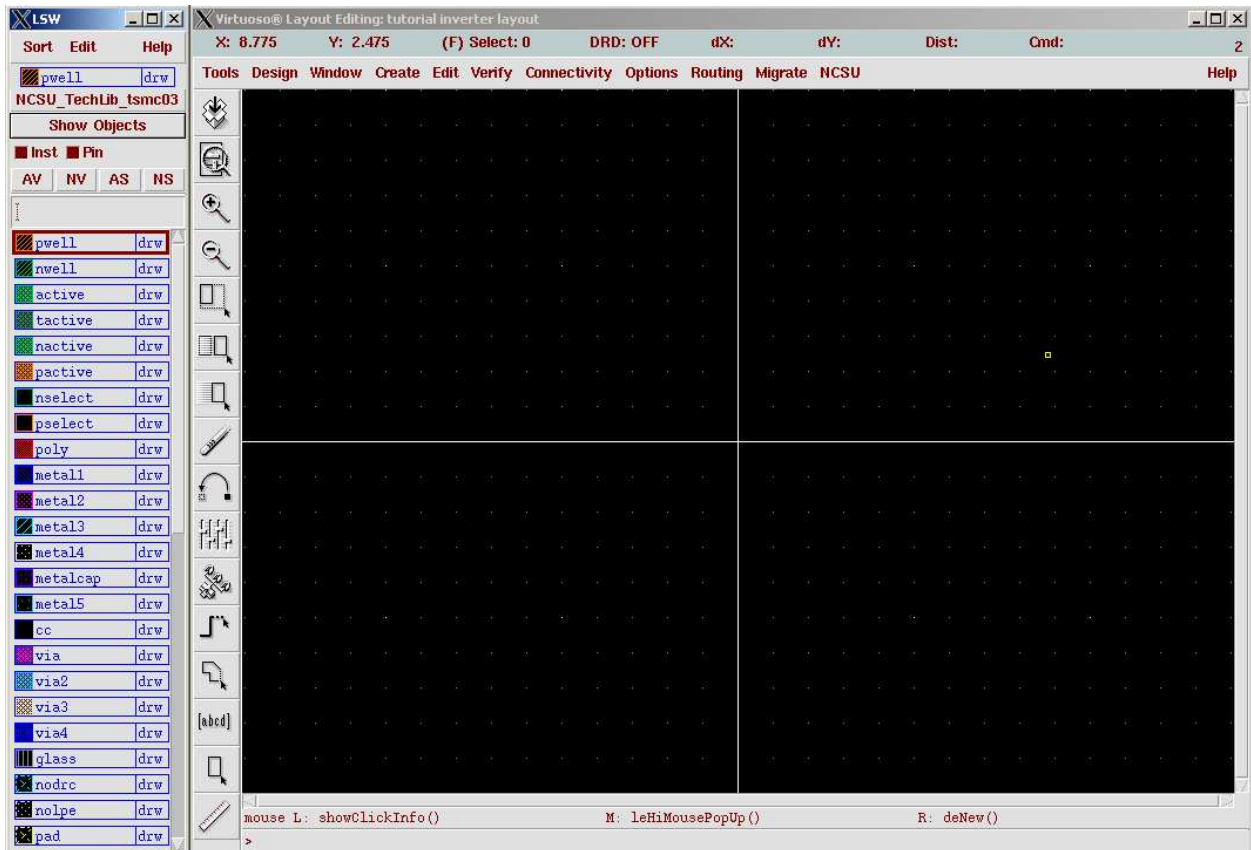 LSW
Sort Edit Help
pwell drw
NCSU_TechLib_tsmc03
Show Objects
Inst Pin
AV NV AS NS
pwell drw
nwell drw
active drw
tactive drw
nactive drw
pactive drw
nselect drw
pselect drw
poly drw
metal1 drw
metal2 drw
metal3 drw
metal4 drw
metalcap drw
metal5 drw
cc drw
via drw
via2 drw
via3 drw
via4 drw
glass drw
nodrc drw
nolpe drw
pad drw
Virtuoso® Layout Editing: tutorial inverter layout
X: 8.775 Y: 2.475 (F) Select: 0 DRD: OFF dX: dY: Dist: Cmd: 2
Tools Design Window Create Edit Verify Connectivity Options Routing Migrate NCSU Help
[abcd]
mouse L: showClickInfo() M: leHiMousePopUp() R: deNew()
>